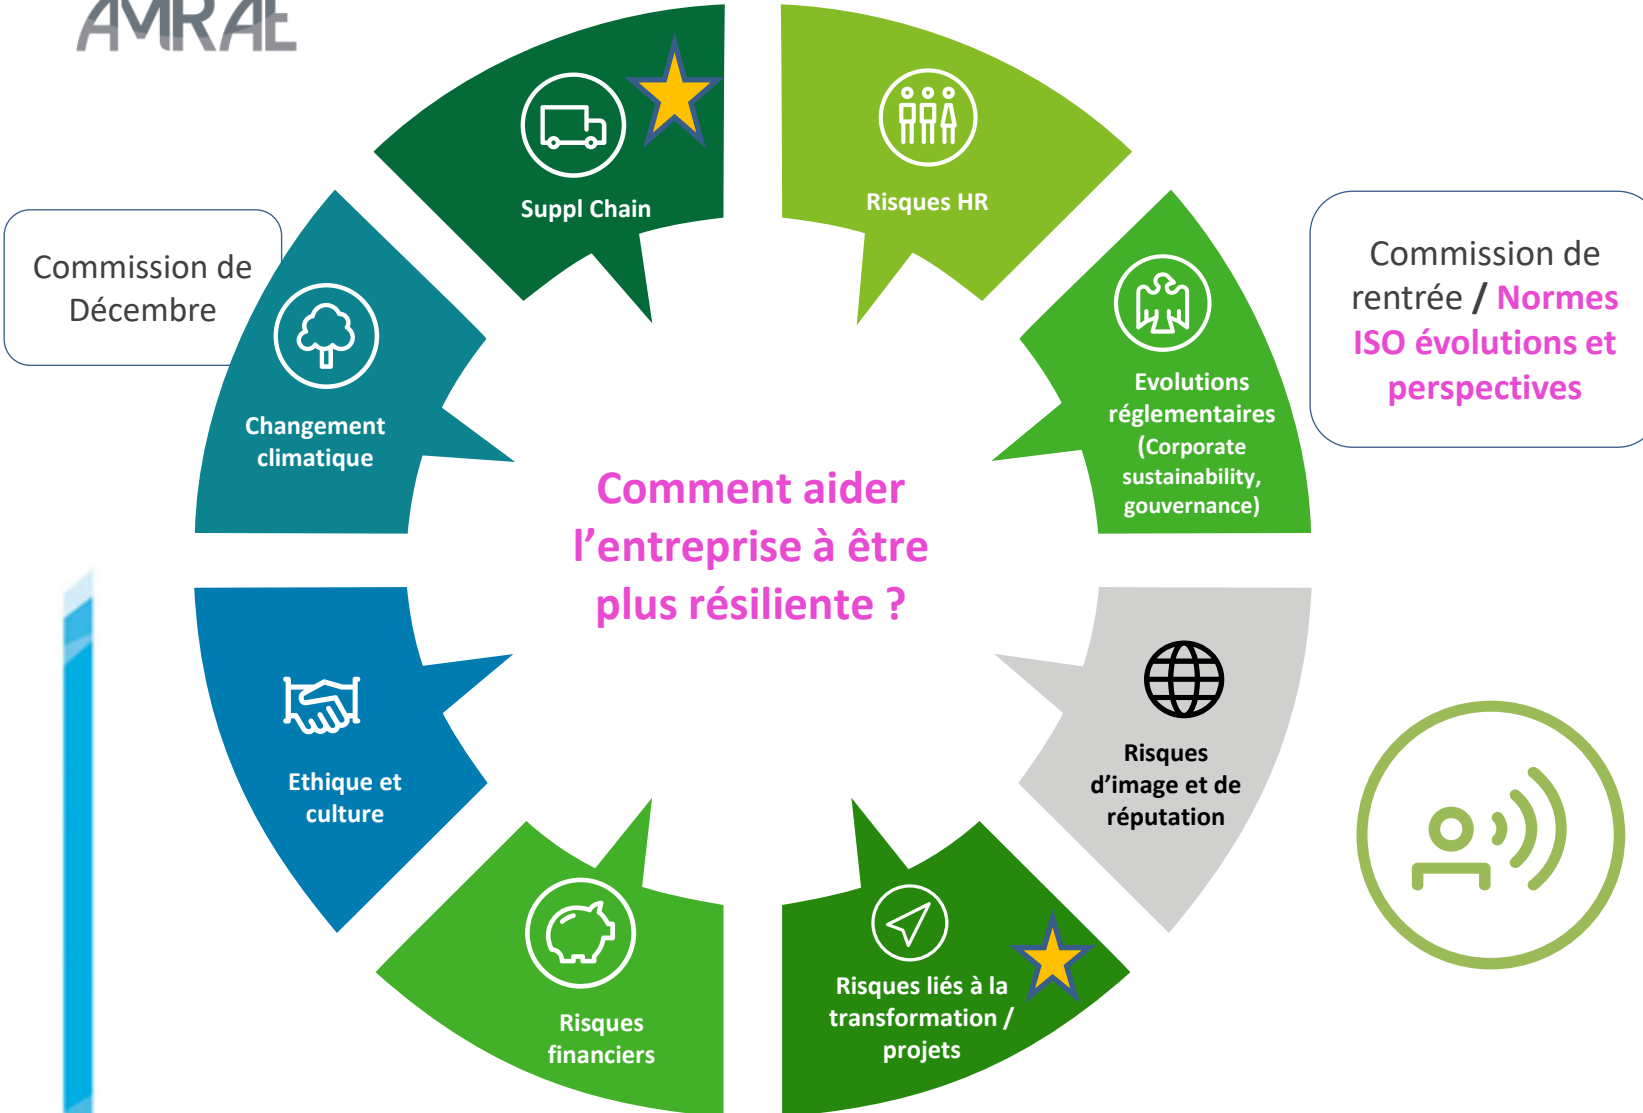 AMRAE
Suppl Chain
Risques HR
Commission de
Décembre
Changement
climatique
Evolutions
réglementaires
(Corporate
sustainability,
gouvernance)
Commission de
rentrée / Normes
ISO évolutions et
perspectives
Comment aider
l’entreprise à être
plus résiliente ?
Ethique et
culture
Risques
d’image et de
réputation
Risques
financiers
Risques liés à la
transformation /
projets